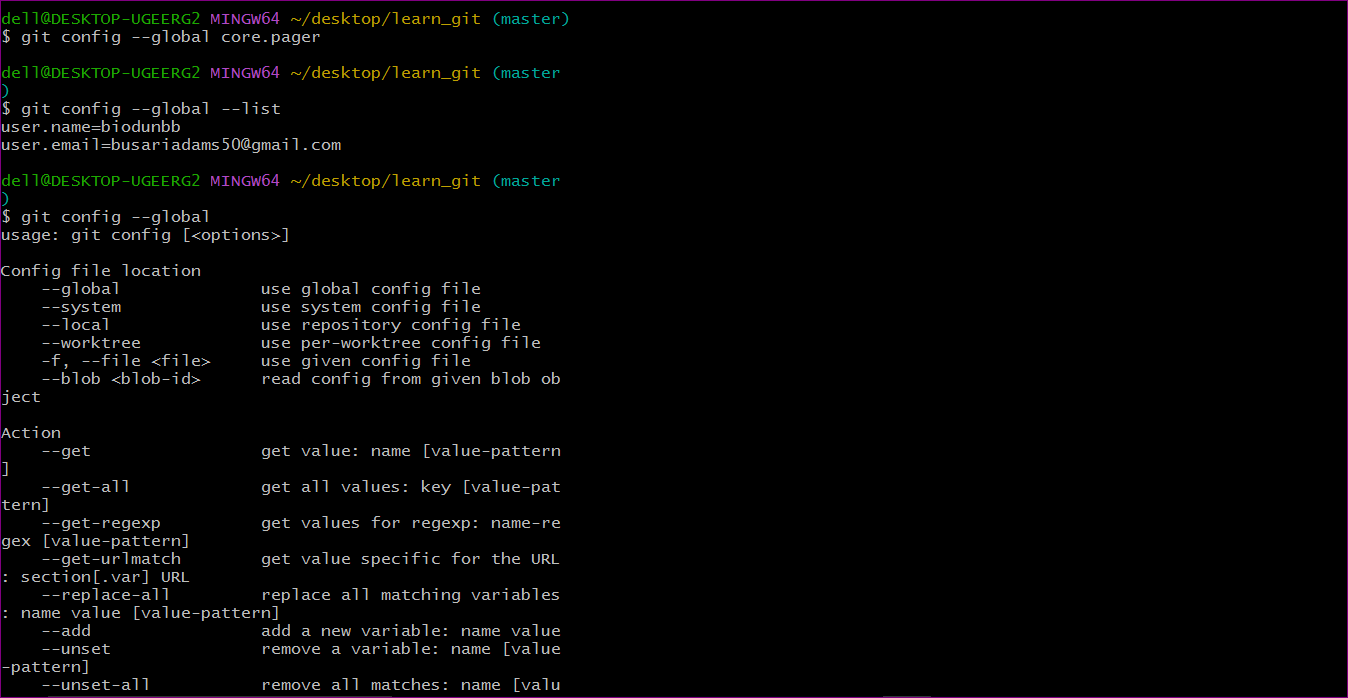 dell@DESKTOP-UGEERG2 MINGW64 ~/desktop/learn_git (master)
$ git config --global core.pager
dell@DESKTOP-UGEERG2 MINGW64 ~/desktop/learn_git (master
)
$ git config --global --list
user.name=biodunbb
user.email=busariadams50@gmail.com
dell@DESKTOP-UGEERG2 MINGW64 ~/desktop/learn_git (master
)
$ git config --global
usage: git config [<options>]
Config file location
    --global              use global config file
    --system              use system config file
    --local               use repository config file
    --worktree            use per-worktree config file
    -f, --file <file>     use given config file
    --blob <blob-id>      read config from given blob ob
ject
Action
    --get                 get value: name [value-pattern
]
    --get-all             get all values: key [value-pat
tern]
    --get-regexp          get values for regexp: name-re
gex [value-pattern]
    --get-urlmatch        get value specific for the URL
: section[.var] URL
    --replace-all         replace all matching variables
: name value [value-pattern]
    --add                 add a new variable: name value
    --unset               remove a variable: name [value
-pattern]
    --unset-all           remove all matches: name [valu